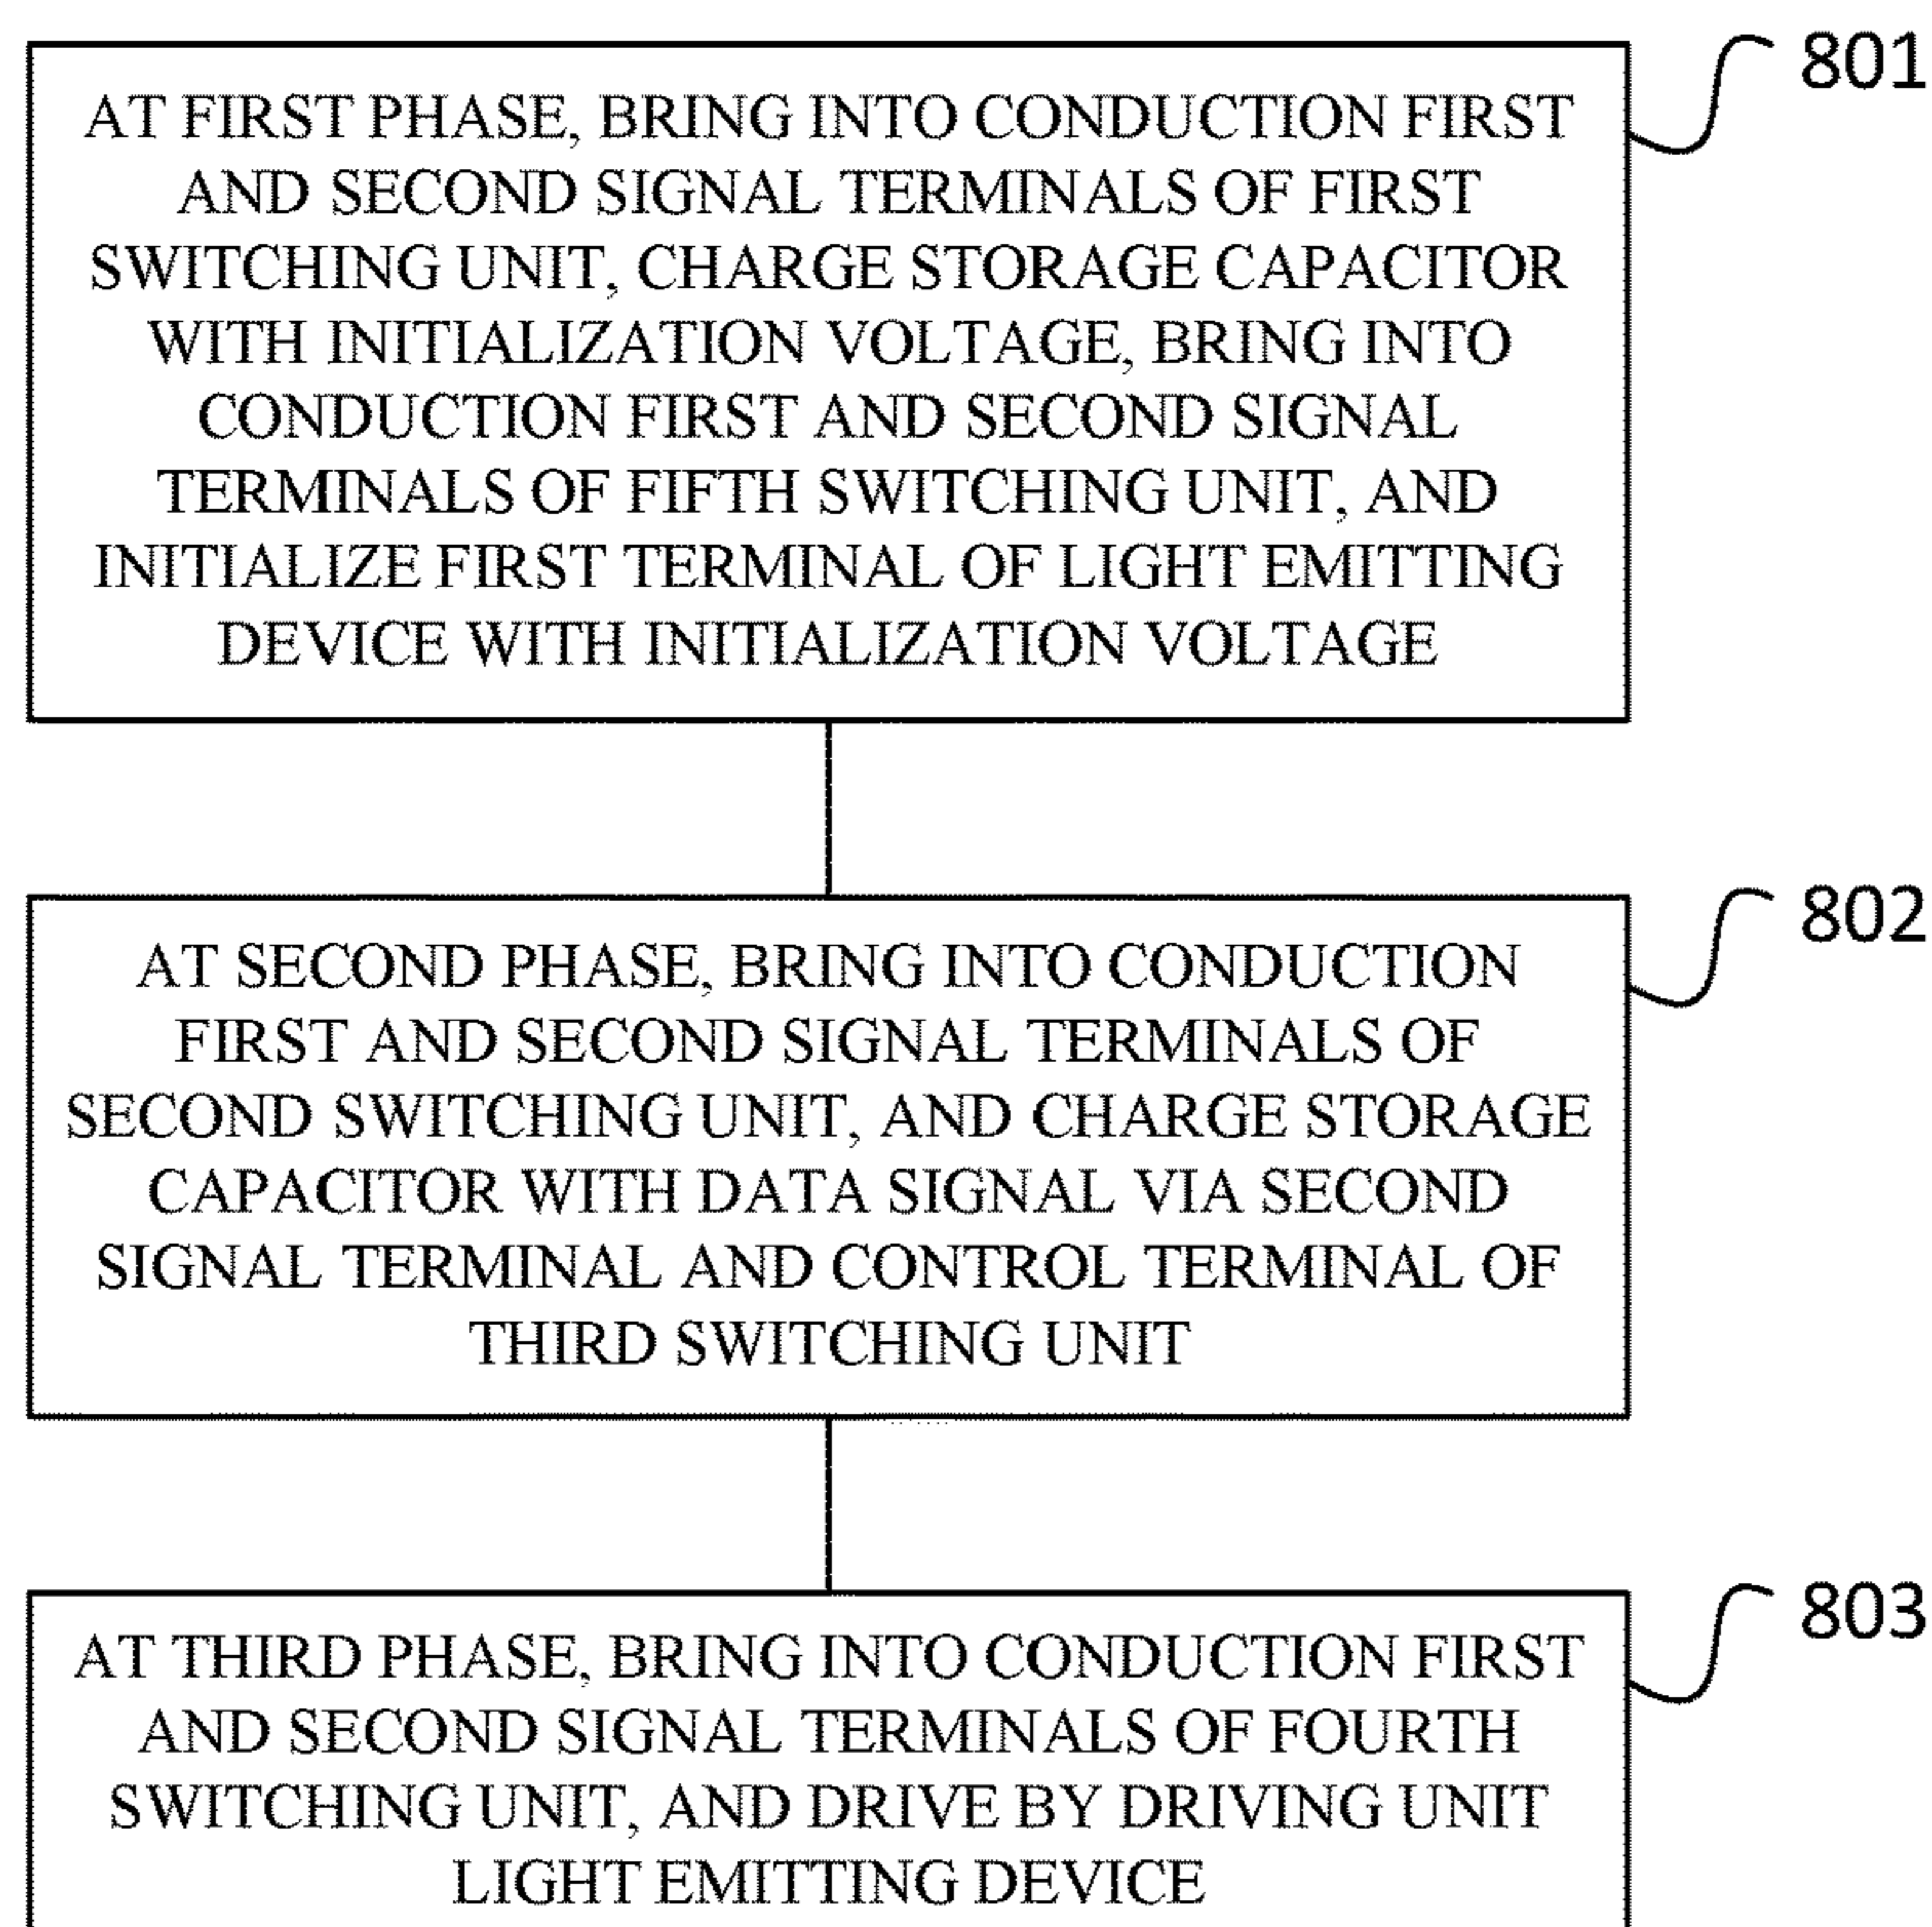 801
AT FIRST PHASE, BRING INTO CONDUCTION FIRST
AND SECOND SIGNAL TERMINALS OF FIRST
SWITCHING UNIT, CHARGE STORAGE CAPACITOR
WITH INITIALIZATION VOLTAGE, BRING INTO
CONDUCTION FIRST AND SECOND SIGNAL
TERMINALS OF FIFTH SWITCHING UNIT, AND
INITIALIZE FIRST TERMINAL OF LIGHT EMITTING
DEVICE WITH INITIALIZATION VOLTAGE
802
AT SECOND PHASE, BRING INTO CONDUCTION
FIRST AND SECOND SIGNAL TERMINALS OF
SECOND SWITCHING UNIT, AND CHARGE STORAGE
CAPACITOR WITH DATA SIGNAL VIA SECOND
SIGNAL TERMINAL AND CONTROL TERMINAL OF
THIRD SWITCHING UNIT
803
AT THIRD PHASE, BRING INTO CONDUCTION FIRST
AND SECOND SIGNAL TERMINALS OF FOURTH
SWITCHING UNIT, AND DRIVE BY DRIVING UNIT
LIGHT EMITTING DEVICE